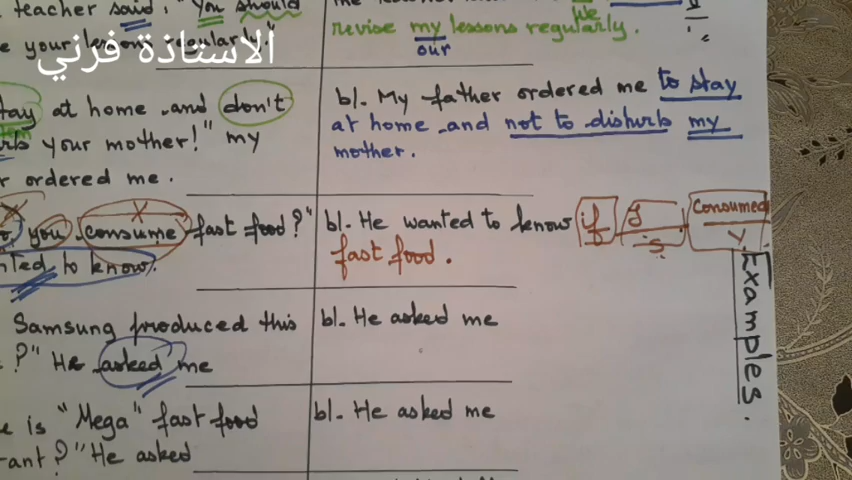 teacher said, "You should
revise my lessons regularly.
our
we
your lessons regularly."
الاستاذة فرني
at home and don't
your mother!" my
ordered me.
b/. My father ordered me to stay
at home and not to disturb my
mother.
you consume fast food?"
to know.
b/. He wanted to know if I consumed
S V
fast food.
Samsung produced this
?" He asked me
b/. He asked me
is "Mega" fast food
?" He asked
b/. He asked me
Examples.